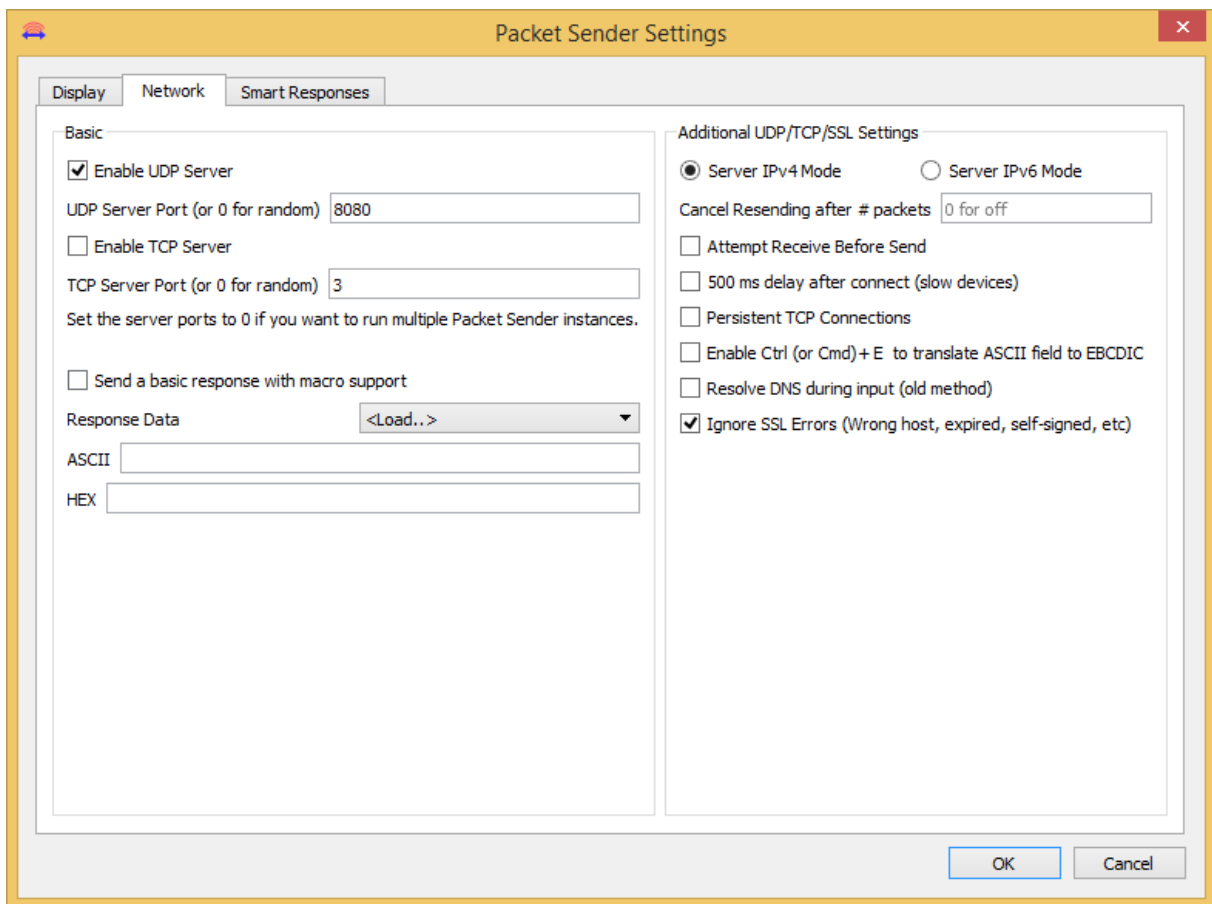 Packet Sender Settings
Display Network Smart Responses
Basic
Enable UDP Server
UDP Server Port (or 0 for random) 8080
Enable TCP Server
TCP Server Port (or 0 for random) 3
Set the server ports to 0 if you want to run multiple Packet Sender instances.
Send a basic response with macro support
Response Data <Load..>
ASCII
HEX
Additional UDP/TCP/SSL Settings
Server IPv4 Mode Server IPv6 Mode
Cancel Resending after # packets 0 for off
Attempt Receive Before Send
500 ms delay after connect (slow devices)
Persistent TCP Connections
Enable Ctrl (or Cmd)+E to translate ASCII field to EBCDIC
Resolve DNS during input (old method)
Ignore SSL Errors (Wrong host, expired, self-signed, etc)
OK Cancel